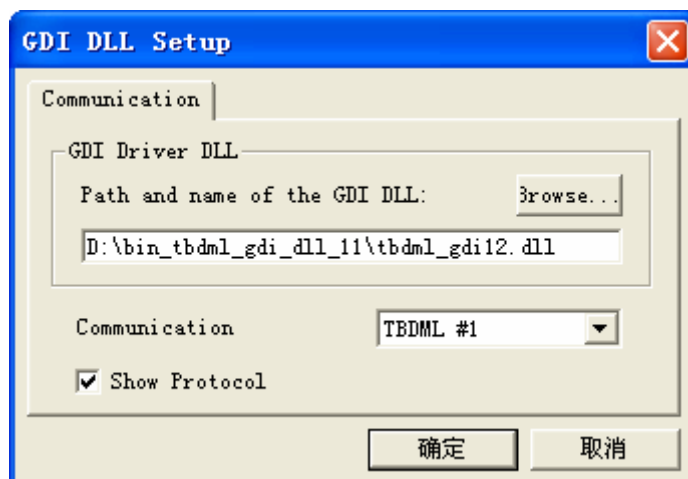 GDI DLL Setup
Communication
GDI Driver DLL
Path and name of the GDI DLL:
Browse...
D:\bin_tbdml_gdi_dll_11\tbdml_gdi12.dll
Communication
TBDML #1
Show Protocol
确定
取消